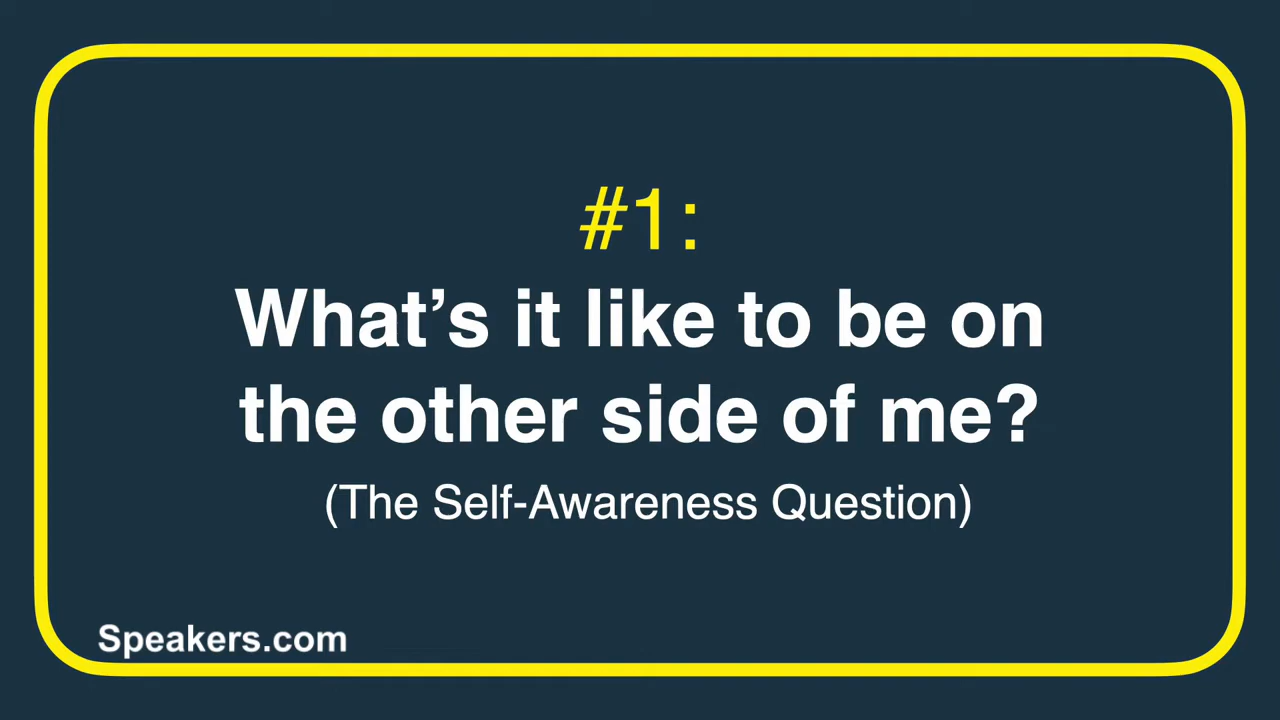 #1:
What’s it like to be on
the other side of me?
(The Self-Awareness Question)
Speakers.com